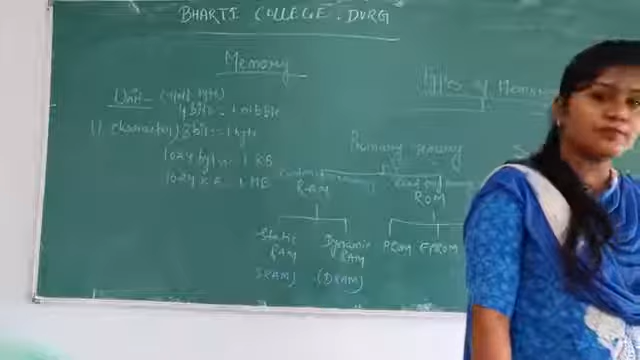 BHARTI COLLEGE . DURG
Memory
Types of Memor
Unit - (
4 bits = 1 nibble
1 character) 8 bits = 1 byte
1024 bytes = 1 KB
1024 KB = 1 MB
Primary memory
Read only memory
RAM
ROM
Static RAM
Dynamic RAM
PROM EPROM
SRAM)
(DRAM)